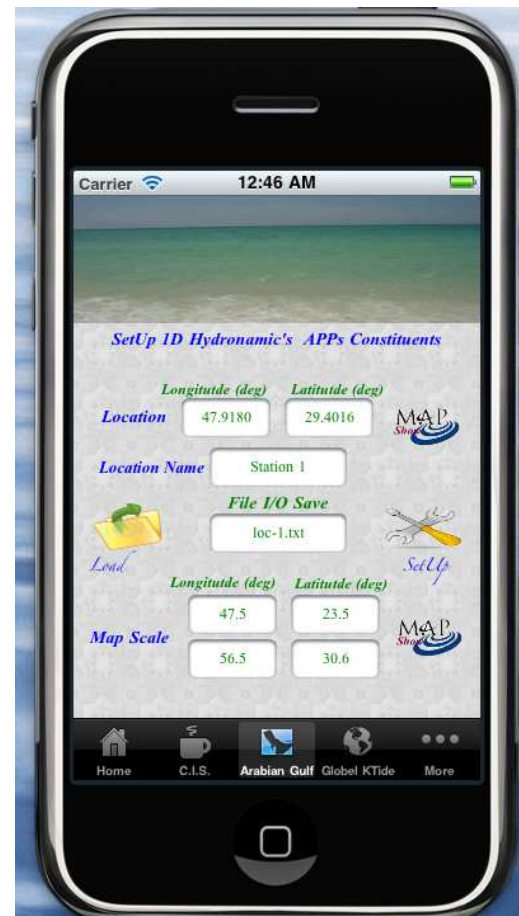 Carrier 12:46 AM
SetUp 1D Hydronamic's APPs Constituents
Longitutde (deg) Latitutde (deg)
Location 47.9180 29.4016 MAP Show
Location Name Station 1
File I/O Save
loc-1.txt
Load SetUp
Longitutde (deg) Latitutde (deg)
47.5 23.5
Map Scale MAP Show
56.5 30.6
Home C.I.S. Arabian Gulf Globel KTide More